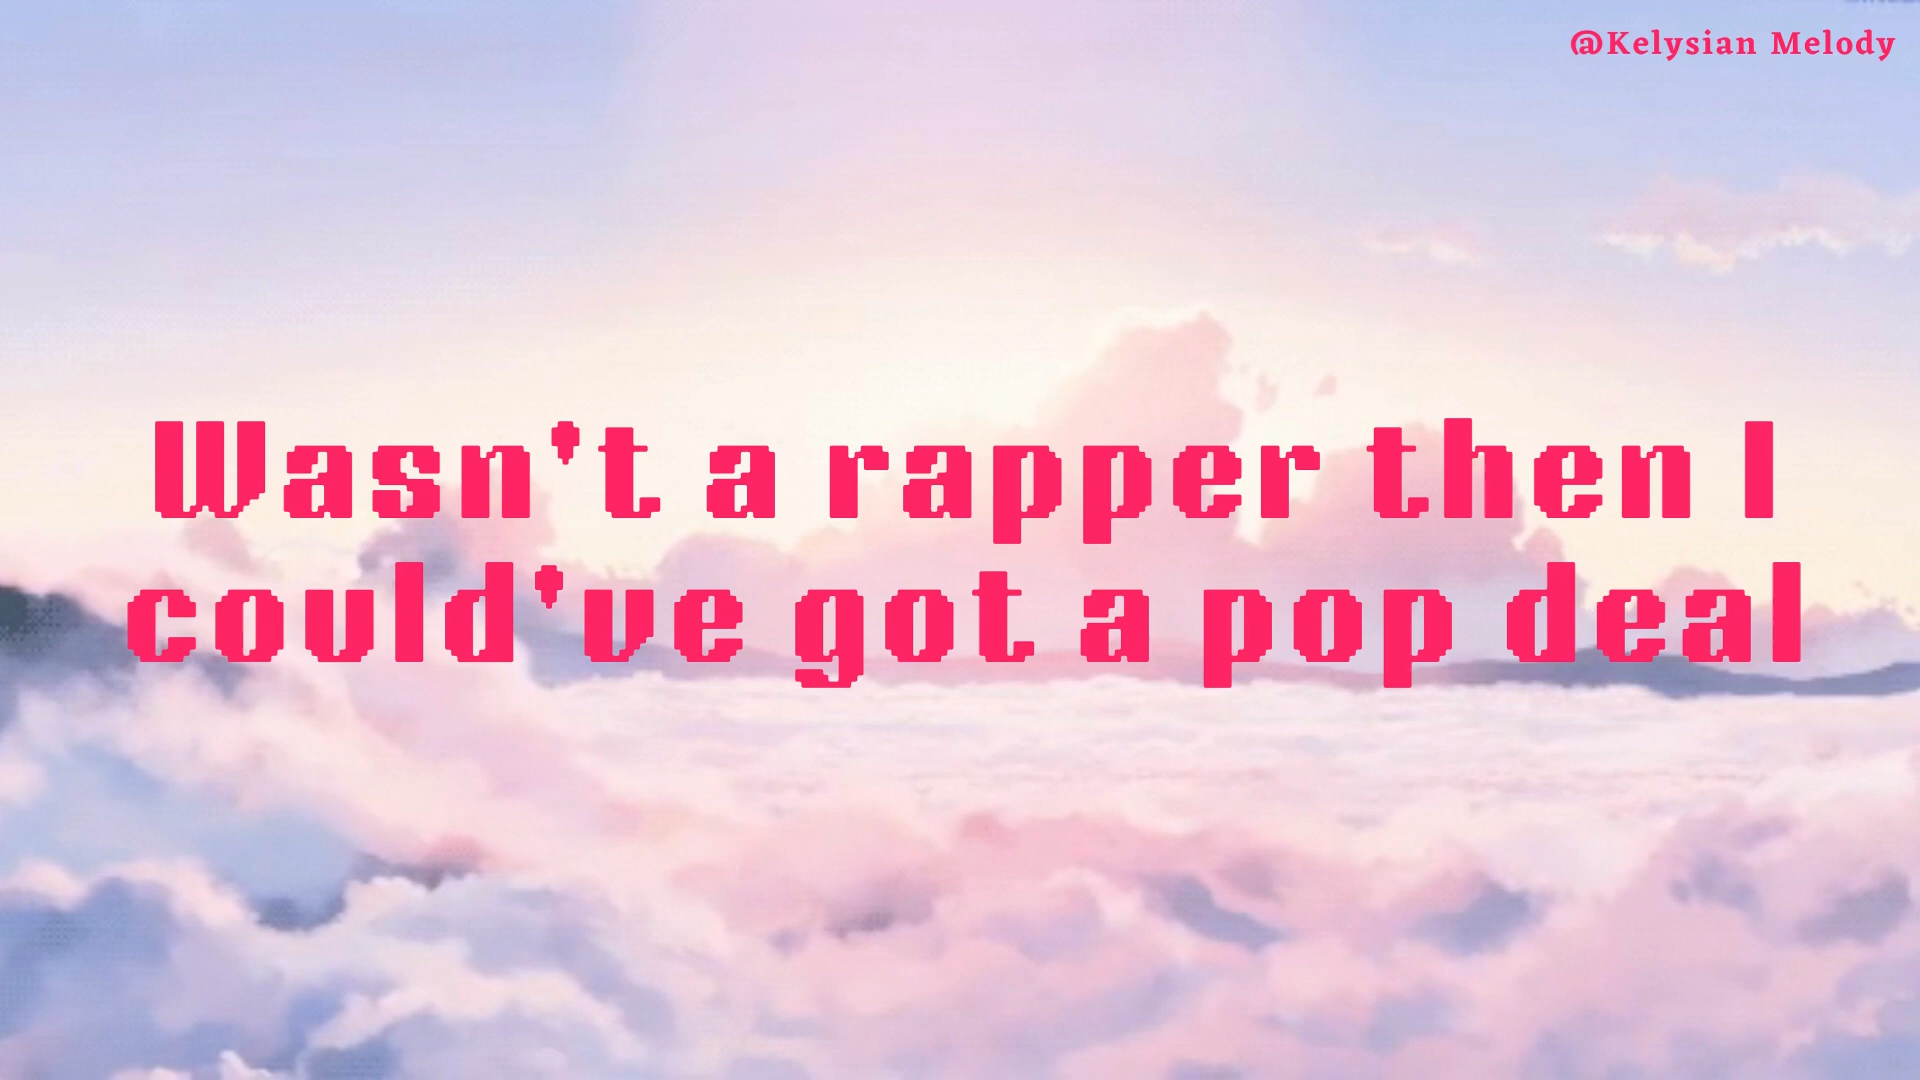 @Kelysian Melody
Wasn't a rapper then I
could've got a pop deal